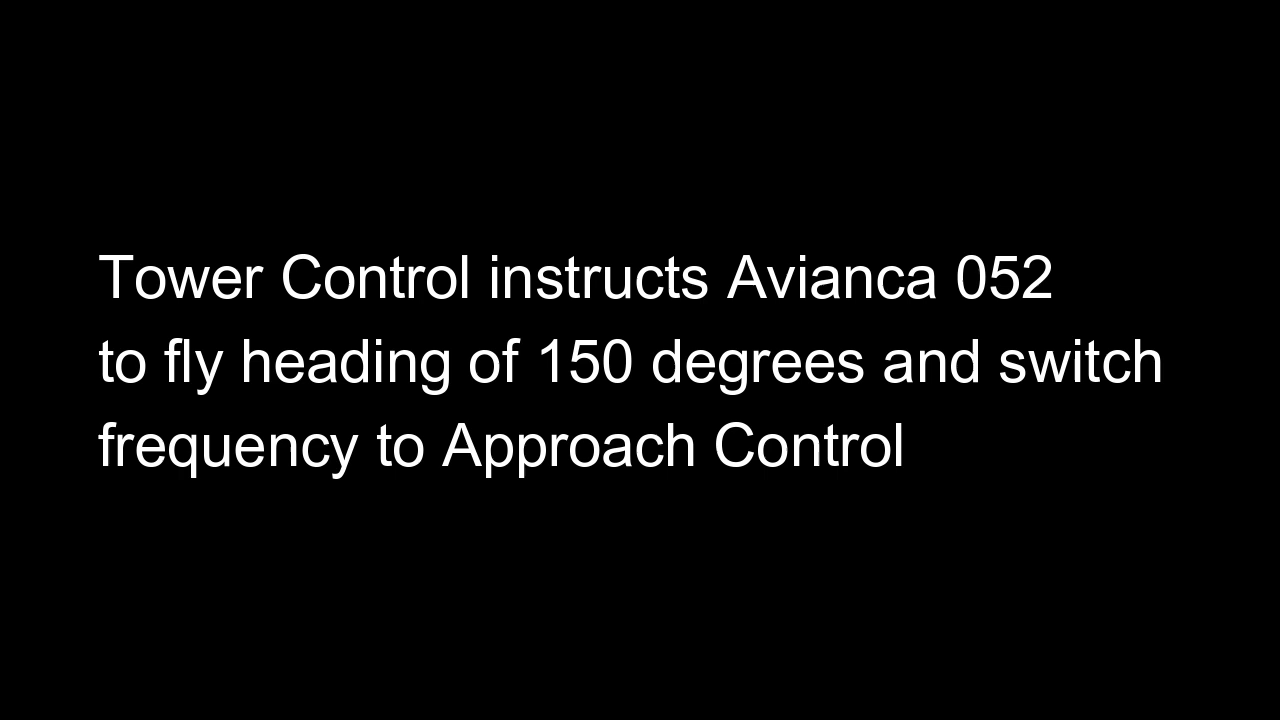 Tower Control instructs Avianca 052
to fly heading of 150 degrees and switch
frequency to Approach Control